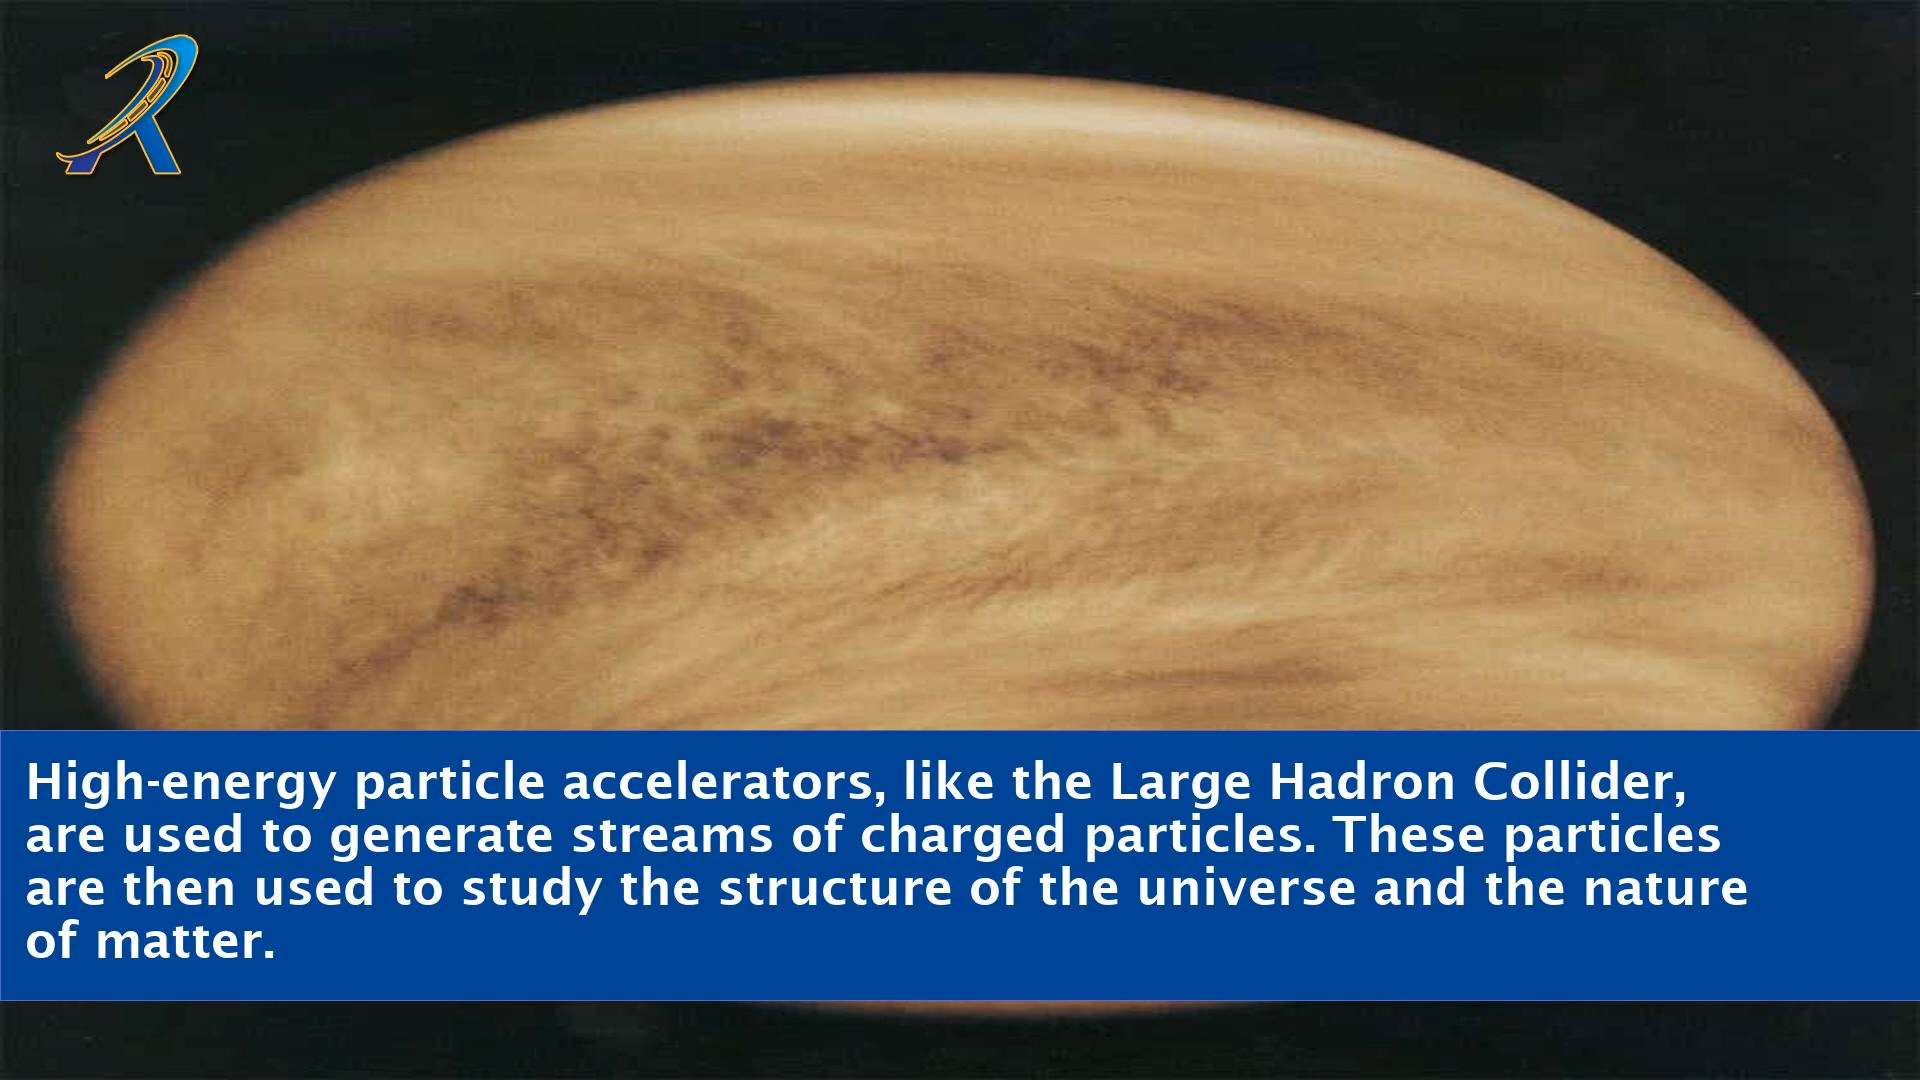 High-energy particle accelerators, like the Large Hadron Collider,
are used to generate streams of charged particles. These particles
are then used to study the structure of the universe and the nature
of matter.